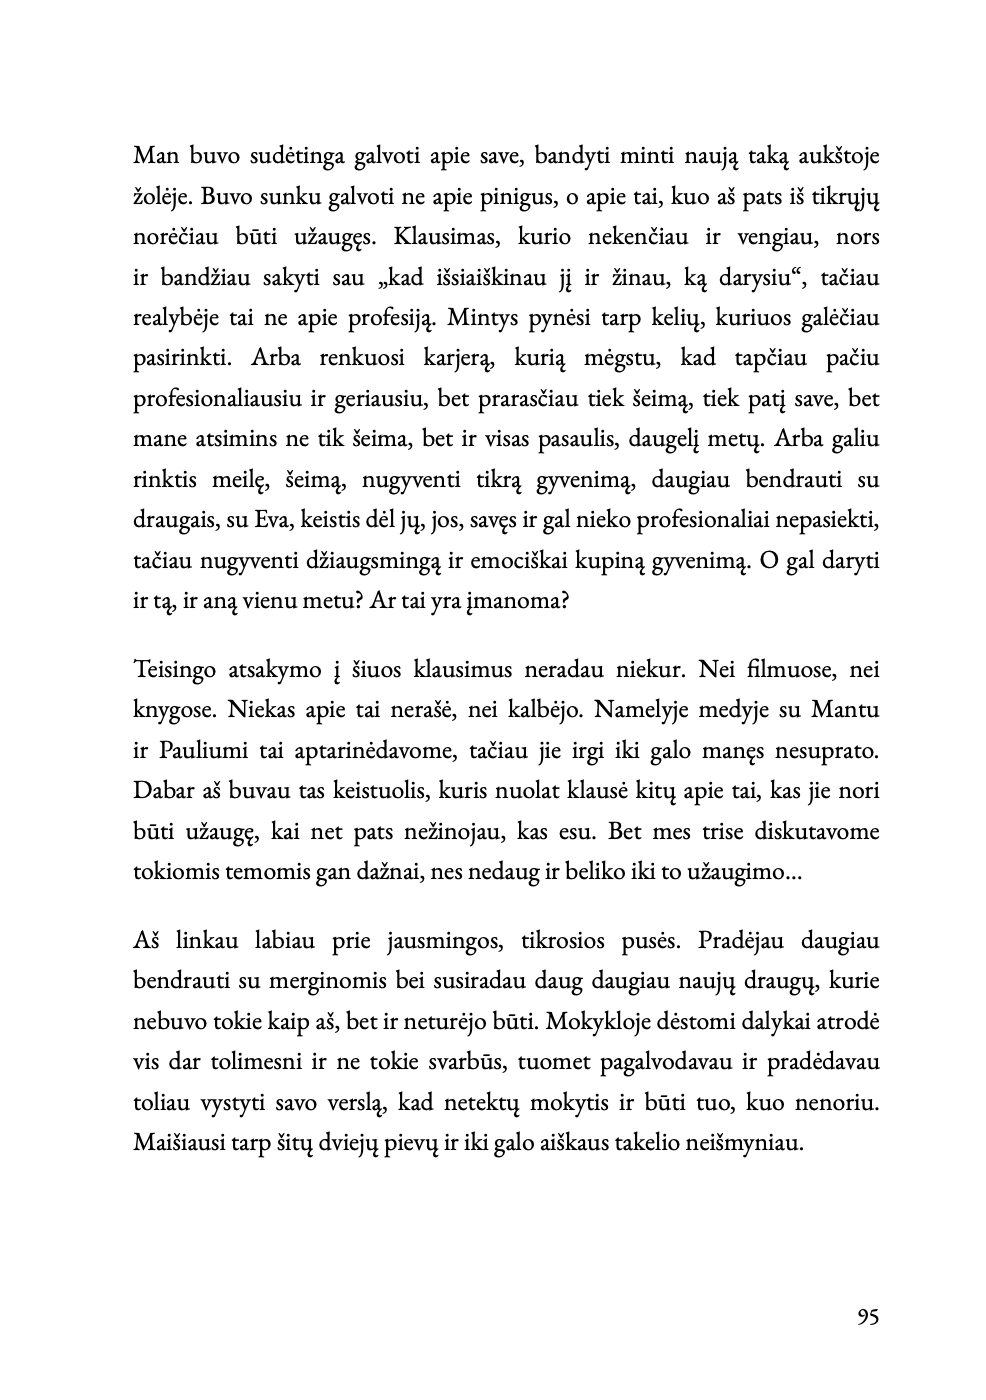 Man buvo sudėtinga galvoti apie save, bandyti minti naują taką aukštoje
žolėje. Buvo sunku galvoti ne apie pinigus, o apie tai, kuo aš pats iš tikrųjų
norėčiau būti užaugęs. Klausimas, kurio nekenčiau ir vengiau, nors
ir bandžiau sakyti sau „kad išsiaiškinau jį ir žinau, ką darysiu“, tačiau
realybėje tai ne apie profesiją. Mintys pynėsi tarp kelių, kuriuos galėčiau
pasirinkti. Arba renkuosi karjerą, kurią mėgstu, kad tapčiau pačiu
profesionaliausiu ir geriausiu, bet prarasčiau tiek šeimą, tiek patį save, bet
mane atsimins ne tik šeima, bet ir visas pasaulis, daugelį metų. Arba galiu
rinktis meilę, šeimą, nugyventi tikrą gyvenimą, daugiau bendrauti su
draugais, su Eva, keistis dėl jų, jos, savęs ir gal nieko profesionaliai nepasiekti,
tačiau nugyventi džiaugsmingą ir emociškai kupiną gyvenimą. O gal daryti
ir tą, ir aną vienu metu? Ar tai yra įmanoma?
Teisingo atsakymo į šiuos klausimus neradau niekur. Nei filmuose, nei
knygose. Niekas apie tai nerašė, nei kalbėjo. Namelyje medyje su Mantu
ir Pauliumi tai aptarinėdavome, tačiau jie irgi iki galo manęs nesuprato.
Dabar aš buvau tas keistuolis, kuris nuolat klausė kitų apie tai, kas jie nori
būti užaugę, kai net pats nežinojau, kas esu. Bet mes trise diskutavome
tokiomis temomis gan dažnai, nes nedaug ir beliko iki to užaugimo...
Aš linkau labiau prie jausmingos, tikrosios pusės. Pradėjau daugiau
bendrauti su merginomis bei susiradau daug daugiau naujų draugų, kurie
nebuvo tokie kaip aš, bet ir neturėjo būti. Mokykloje dėstomi dalykai atrodė
vis dar tolimesni ir ne tokie svarbūs, tuomet pagalvodavau ir pradėdavau
toliau vystyti savo verslą, kad netektų mokytis ir būti tuo, kuo nenoriu.
Maišiausi tarp šitų dviejų pievų ir iki galo aiškaus takelio neišmyniau.
95